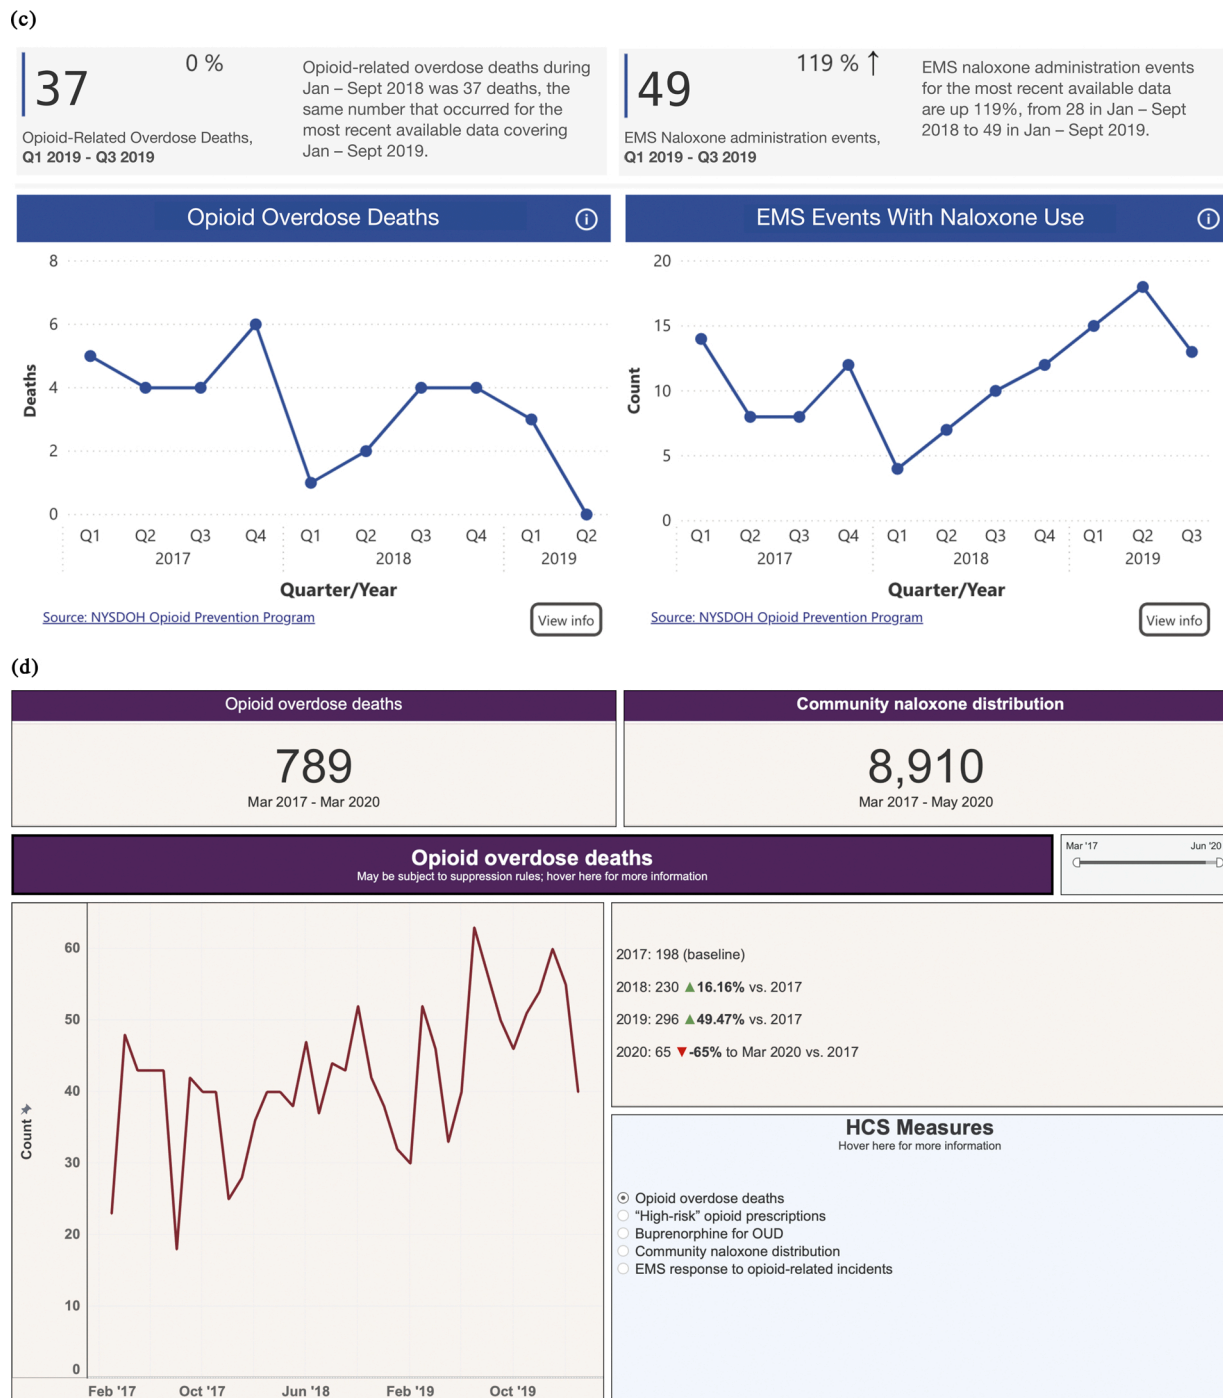 (c)
37
0 %
Opioid-Related Overdose Deaths,
Q1 2019 - Q3 2019
Opioid-related overdose deaths during
Jan – Sept 2018 was 37 deaths, the
same number that occurred for the
most recent available data covering
Jan – Sept 2019.
49
119 % ↑
EMS Naloxone administration events,
Q1 2019 - Q3 2019
EMS naloxone administration events
for the most recent available data
are up 119%, from 28 in Jan – Sept
2018 to 49 in Jan – Sept 2019.
Opioid Overdose Deaths
8
6
4
2
0
Deaths
Q1 Q2 Q3 Q4 Q1 Q2 Q3 Q4 Q1 Q2
2017 2018 2019
Quarter/Year
Source: NYSDOH Opioid Prevention Program
View info
EMS Events With Naloxone Use
20
15
10
5
0
Count
Q1 Q2 Q3 Q4 Q1 Q2 Q3 Q4 Q1 Q2 Q3
2017 2018 2019
Quarter/Year
Source: NYSDOH Opioid Prevention Program
View info
(d)
Opioid overdose deaths
789
Mar 2017 - Mar 2020
Community naloxone distribution
8,910
Mar 2017 - May 2020
Opioid overdose deaths
May be subject to suppression rules; hover here for more information
Mar '17 Jun '20
60
50
40
30
20
10
0
Count
Feb '17 Oct '17 Jun '18 Feb '19 Oct '19
2017: 198 (baseline)
2018: 230 ▲16.16% vs. 2017
2019: 296 ▲49.47% vs. 2017
2020: 65 ▼-65% to Mar 2020 vs. 2017
HCS Measures
Hover here for more information
Opioid overdose deaths
“High-risk” opioid prescriptions
Buprenorphine for OUD
Community naloxone distribution
EMS response to opioid-related incidents